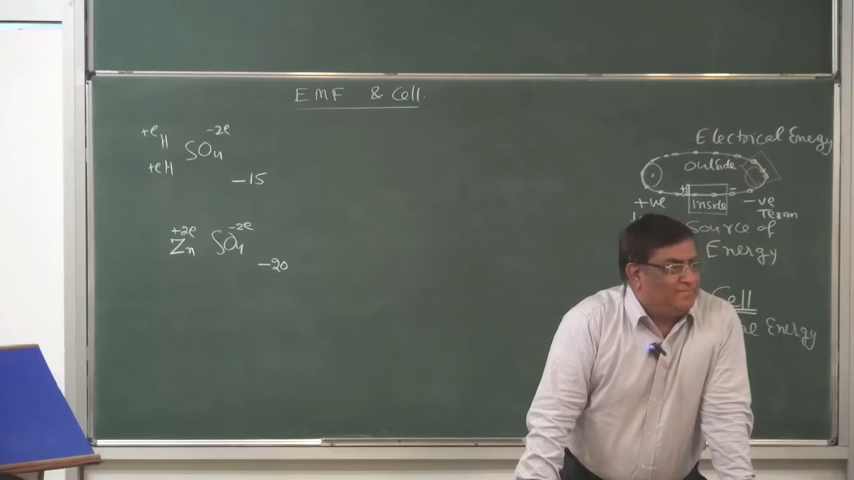 EMF & Cell.
+e H SO4 -2e
+e H
-15
+2e -2e
Zn SO4
-20
Electrical Energy
outside
+ Inside -
+ve -ve
Term
Source of
Energy
Cell
Energy